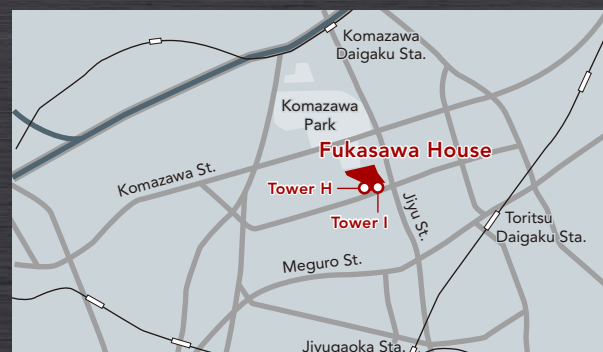 Komazawa
Daigaku Sta.
Komazawa
Park
Fukasawa House
Komazawa St.
Tower H
Tower I
Jiyu St.
Toritsu
Daigaku Sta.
Meguro St.
Jiyugaoka Sta.